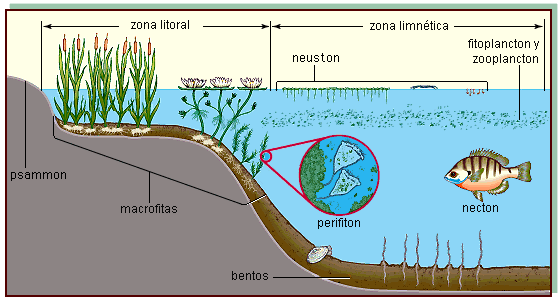 zona litoral
zona limnética
fitoplancton y
zooplancton
neuston
psammon
macrofitas
perifiton
necton
bentos